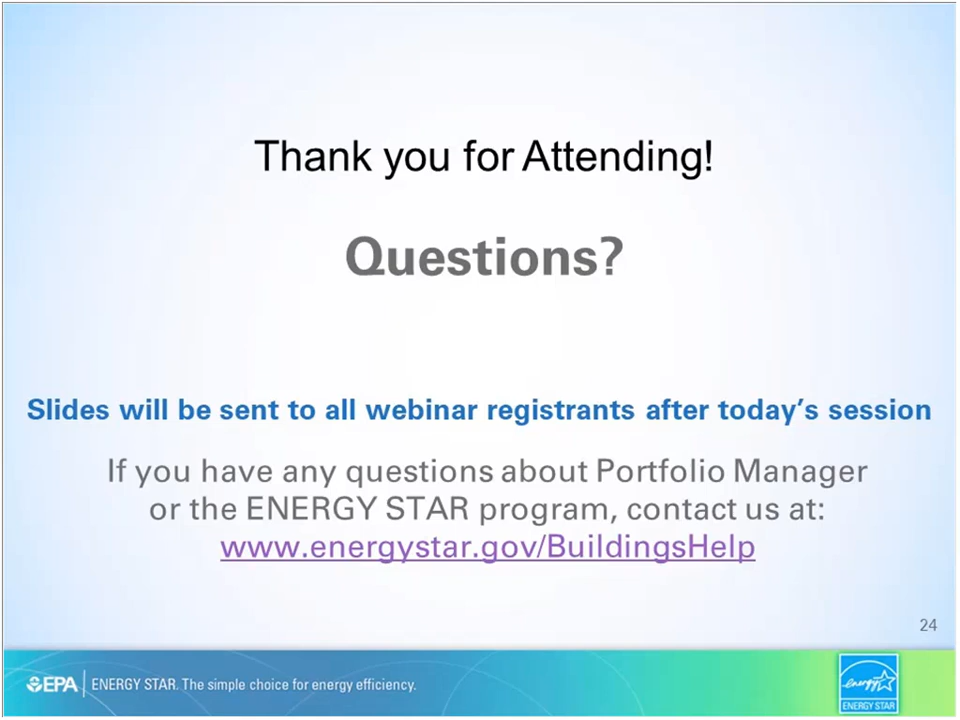 Thank you for Attending!
Questions?
Slides will be sent to all webinar registrants after today's session
If you have any questions about Portfolio Manager
or the ENERGY STAR program, contact us at:
www.energystar.gov/BuildingsHelp
24
EPA ENERGY STAR. The simple choice for energy efficiency.
energy
ENERGY STAR